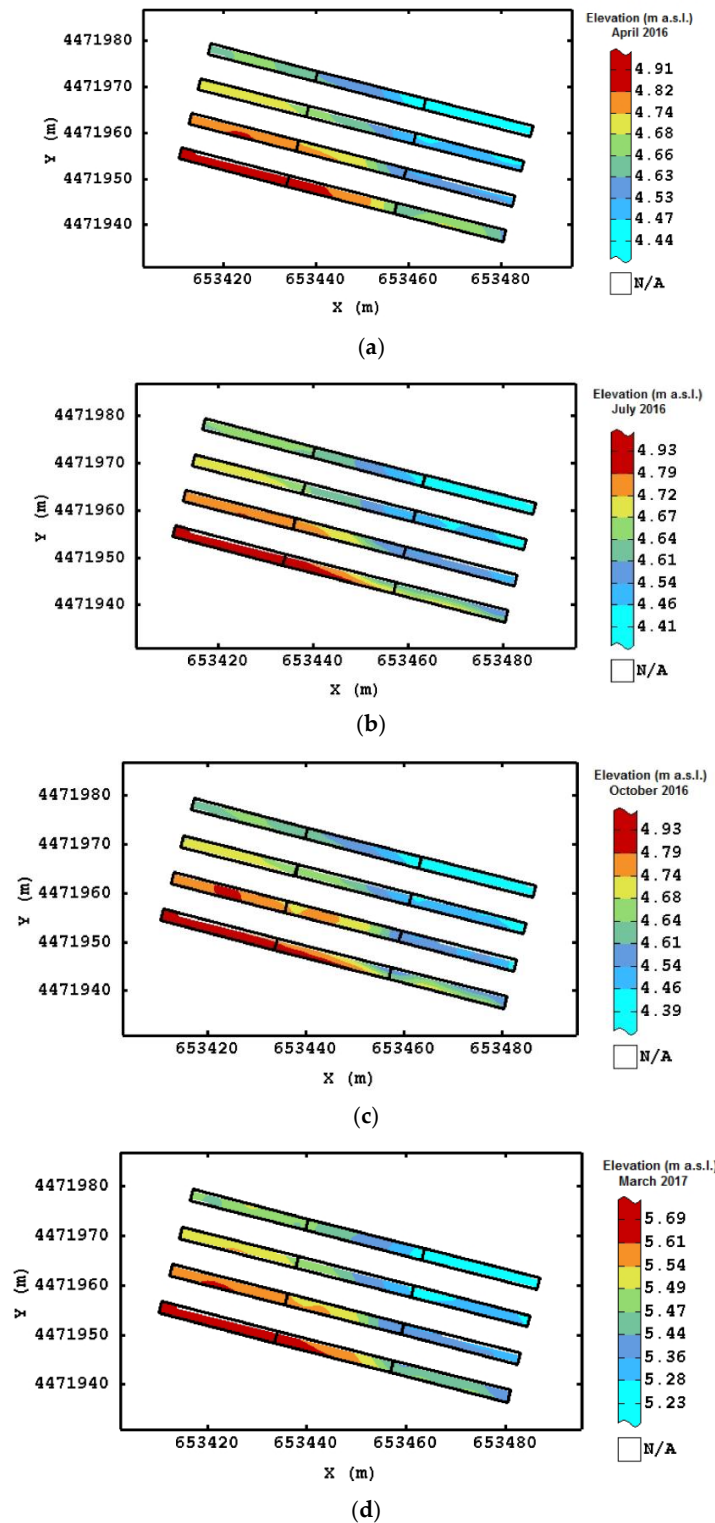 Elevation (m a.s.l.)
April 2016
4471980
4471970
4471960
4471950
4471940
Y (m)
653420 653440 653460 653480
X (m)
4.91
4.82
4.74
4.68
4.66
4.63
4.53
4.47
4.44
N/A
(a)
Elevation (m a.s.l.)
July 2016
4471980
4471970
4471960
4471950
4471940
Y (m)
653420 653440 653460 653480
X (m)
4.93
4.79
4.72
4.67
4.64
4.61
4.54
4.46
4.41
N/A
(b)
Elevation (m a.s.l.)
October 2016
4471980
4471970
4471960
4471950
4471940
Y (m)
653420 653440 653460 653480
X (m)
4.93
4.79
4.74
4.68
4.64
4.61
4.54
4.46
4.39
N/A
(c)
Elevation (m a.s.l.)
March 2017
4471980
4471970
4471960
4471950
4471940
Y (m)
653420 653440 653460 653480
X (m)
5.69
5.61
5.54
5.49
5.47
5.44
5.36
5.28
5.23
N/A
(d)